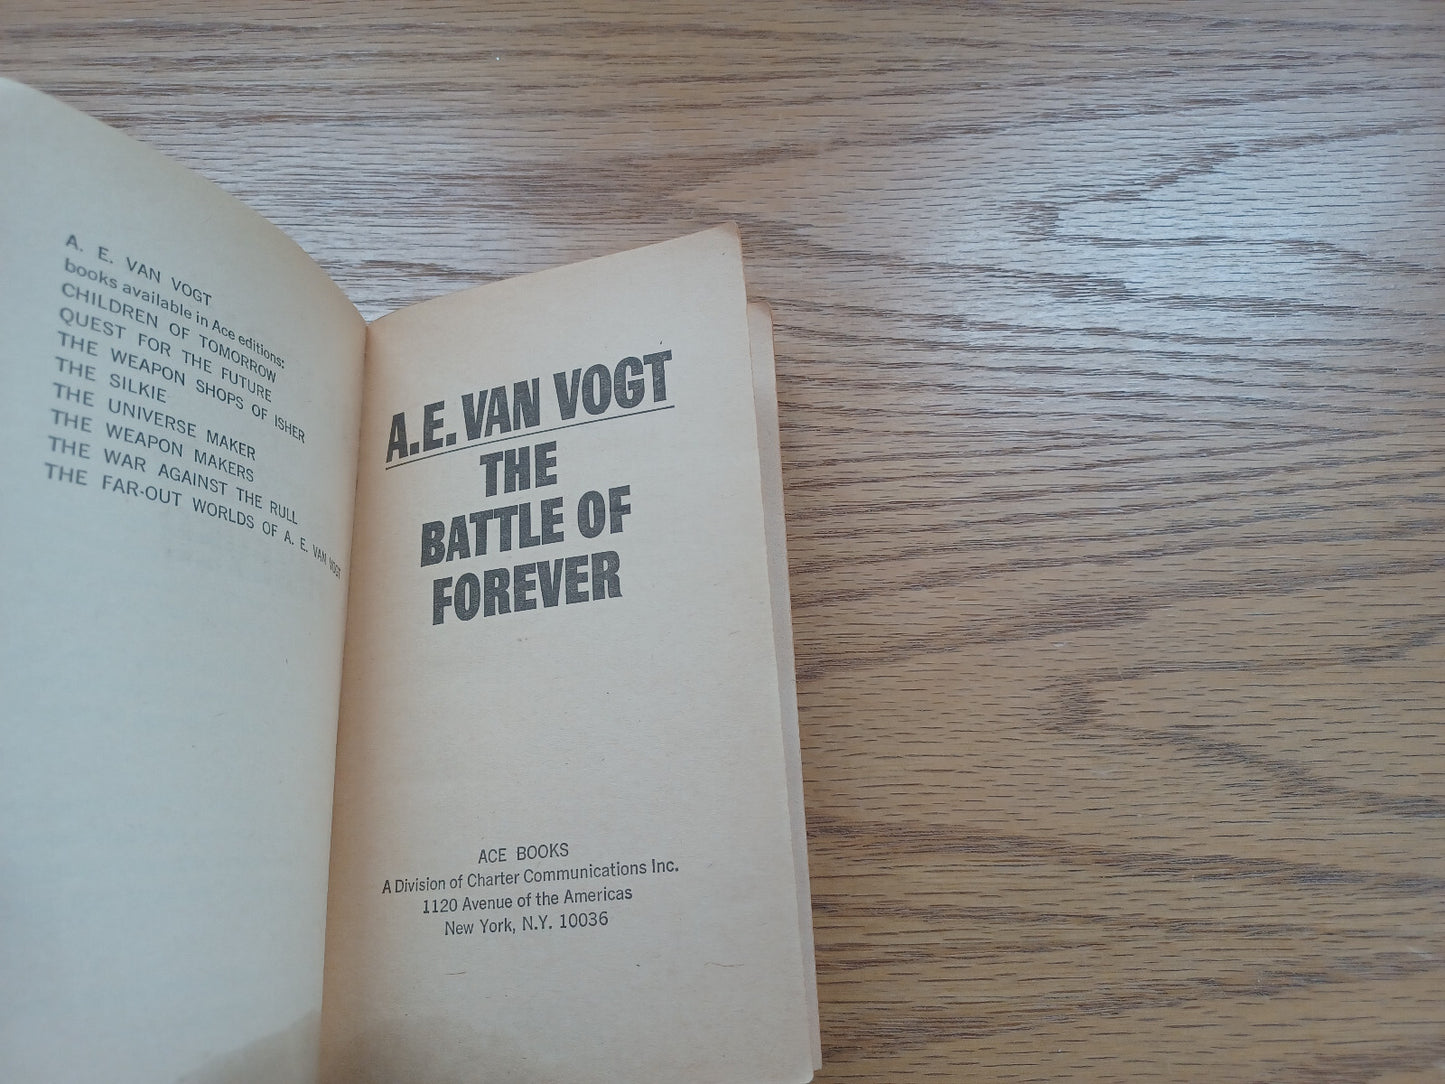 A. E. VAN VOGT
books available in Ace editions:
CHILDREN OF TOMORROW
QUEST FOR THE FUTURE
THE WEAPON SHOPS OF ISHER
THE SILKIE
THE UNIVERSE MAKER
THE WEAPON MAKERS
THE WAR AGAINST THE RULL
THE FAR-OUT WORLDS OF A. E. VAN VOGT
A.E. VAN VOGT
THE
BATTLE OF
FOREVER
ACE BOOKS
A Division of Charter Communications Inc.
1120 Avenue of the Americas
New York, N.Y. 10036